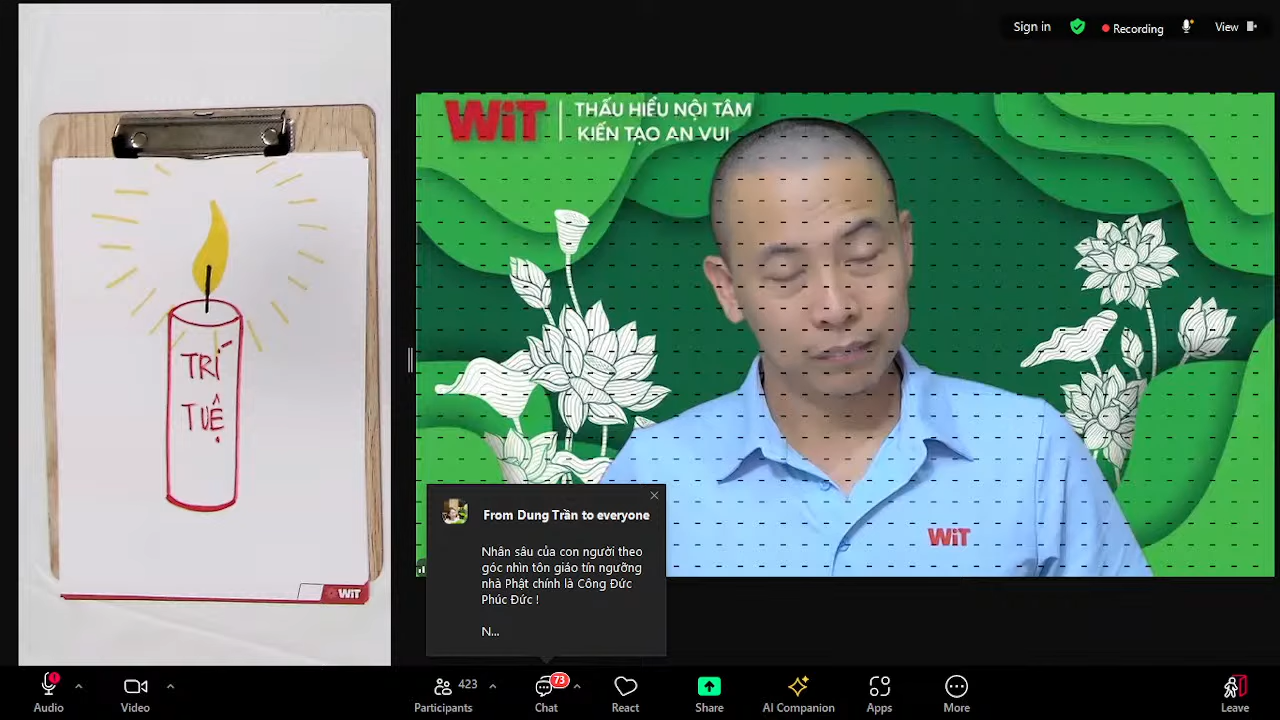 TRÍ
TUỆ
WiT
Sign in
Recording
View
WiT
THẤU HIỂU NỘI TÂM
KIẾN TẠO AN VUI
WiT
From Dung Trần to everyone
Nhân sâu của con người theo
góc nhìn tôn giáo tín ngưỡng
nhà Phật chính là Công Đức
Phúc Đức !
N...
Audio
Video
423
Participants
73
Chat
React
Share
AI Companion
Apps
More
Leave